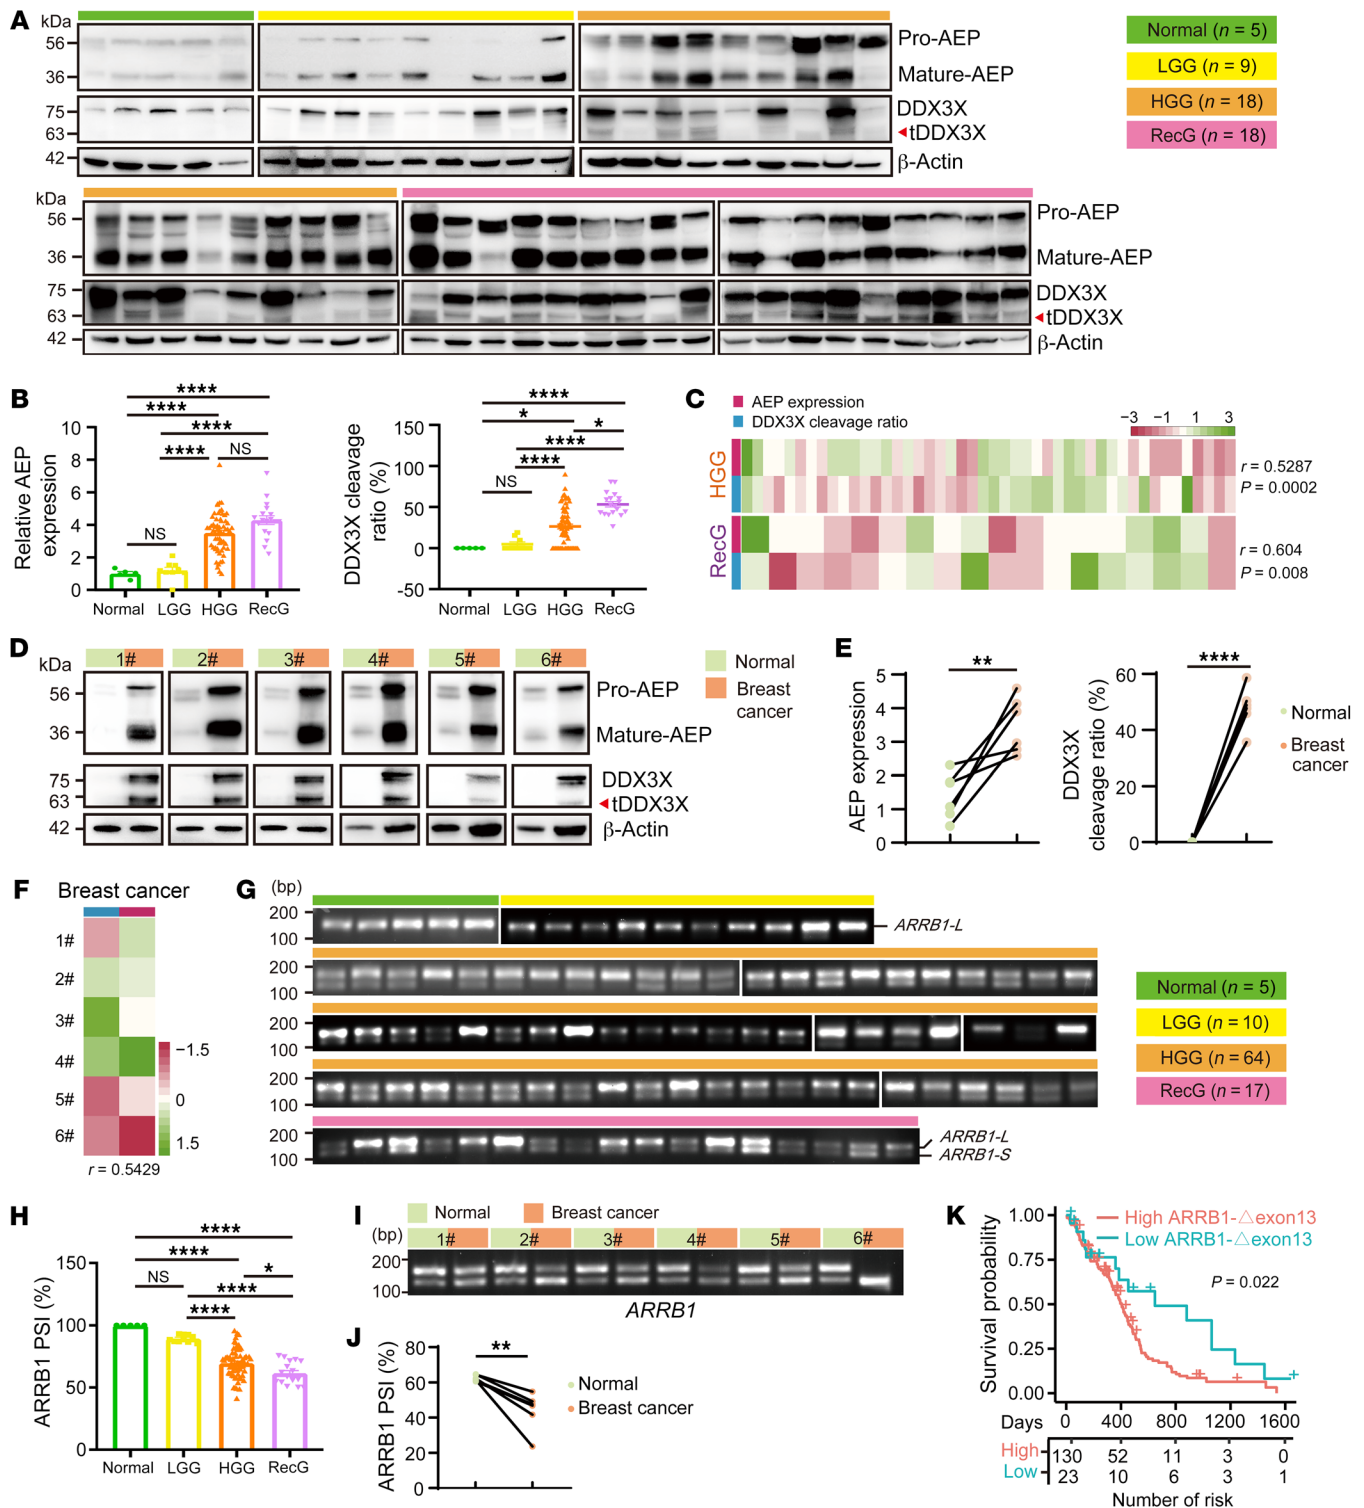 A
kDa
56
36
75
63
42
Pro-AEP
Mature-AEP
DDX3X
tDDX3X
β-Actin
Normal (n = 5)
LGG (n = 9)
HGG (n = 18)
RecG (n = 18)
kDa
56
36
75
63
42
Pro-AEP
Mature-AEP
DDX3X
tDDX3X
β-Actin
B
Relative AEP
expression
10
8
6
4
2
0
****
****
****
****
NS
NS
Normal
LGG
HGG
RecG
DDX3X cleavage
ratio (%)
150
100
50
0
-50
****
*
*
****
****
NS
Normal
LGG
HGG
RecG
C
AEP expression
DDX3X cleavage ratio
−3
−1
1
3
HGG
r = 0.5287
P = 0.0002
RecG
r = 0.604
P = 0.008
D
kDa
1#
2#
3#
4#
5#
6#
56
36
75
63
42
Pro-AEP
Mature-AEP
DDX3X
tDDX3X
β-Actin
Normal
Breast
cancer
E
AEP expression
5
4
3
2
1
0
**
DDX3X
cleavage ratio (%)
60
40
20
0
****
Normal
Breast
cancer
F
Breast cancer
1#
2#
3#
4#
5#
6#
−1.5
0
1.5
r = 0.5429
G
(bp)
200
100
ARRB1-L
200
100
200
100
200
100
200
100
ARRB1-L
ARRB1-S
Normal (n = 5)
LGG (n = 10)
HGG (n = 64)
RecG (n = 17)
H
ARRB1 PSI (%)
150
100
50
0
****
****
NS
*
****
****
Normal
LGG
HGG
RecG
I
Normal
Breast cancer
(bp)
1#
2#
3#
4#
5#
6#
200
100
ARRB1
J
ARRB1 PSI (%)
80
60
40
20
0
**
Normal
Breast cancer
K
Survival probability
1.00
0.75
0.50
0.25
0.00
High ARRB1-△exon13
Low ARRB1-△exon13
P = 0.022
Days
0
400
800
1200
1600
High
130
52
11
3
0
Low
23
10
6
3
1
Number of risk